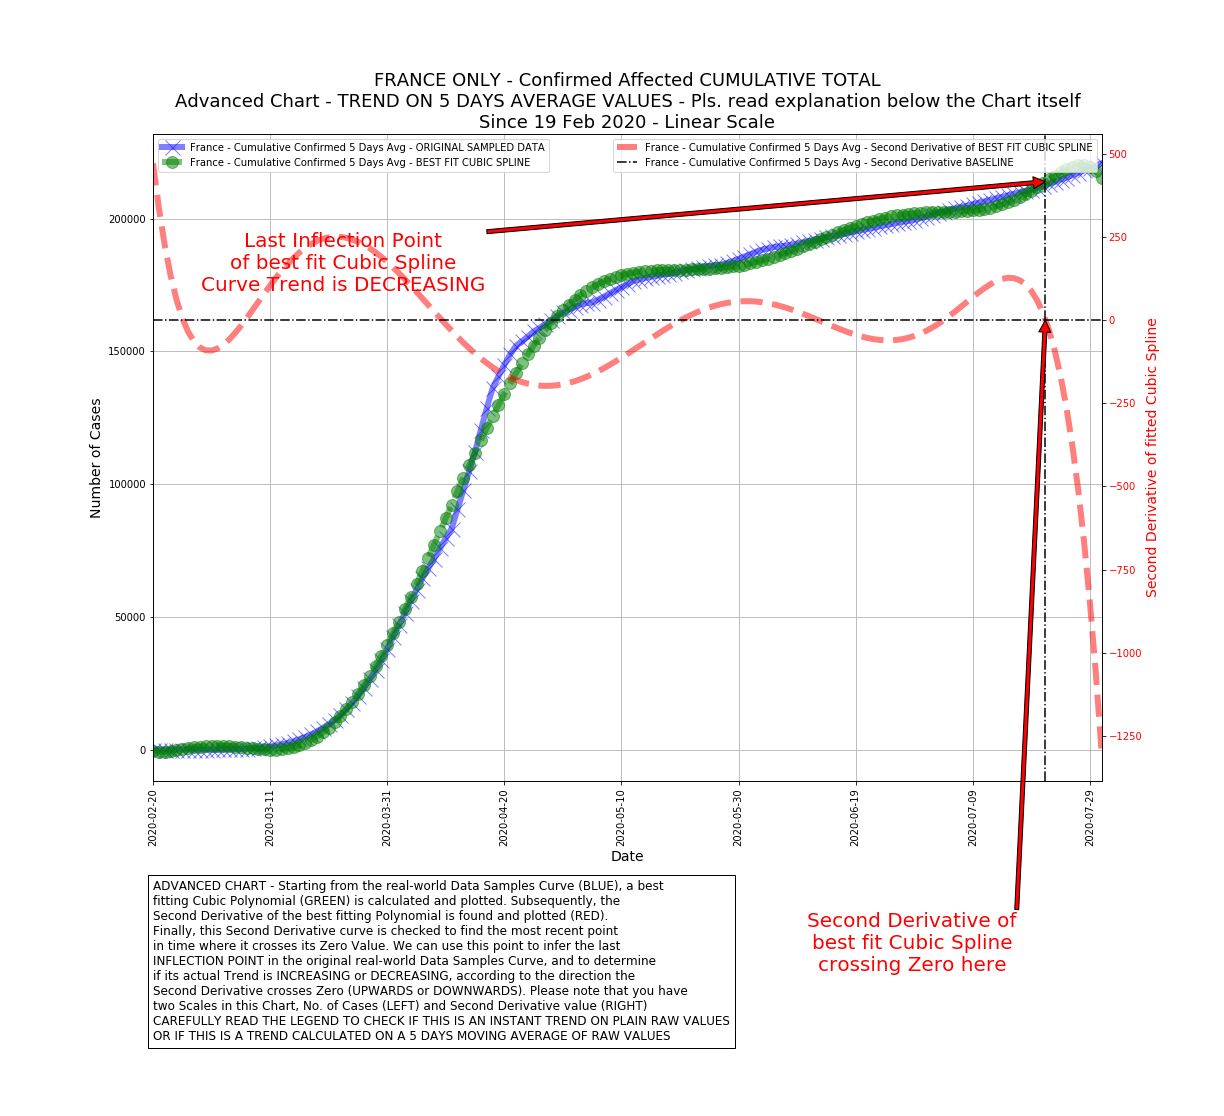 FRANCE ONLY - Confirmed Affected CUMULATIVE TOTAL
Advanced Chart - TREND ON 5 DAYS AVERAGE VALUES - Pls. read explanation below the Chart itself
Since 19 Feb 2020 - Linear Scale
France - Cumulative Confirmed 5 Days Avg - ORIGINAL SAMPLED DATA
France - Cumulative Confirmed 5 Days Avg - BEST FIT CUBIC SPLINE
France - Cumulative Confirmed 5 Days Avg - Second Derivative of BEST FIT CUBIC SPLINE
France - Cumulative Confirmed 5 Days Avg - Second Derivative BASELINE
Last Inflection Point
of best fit Cubic Spline
Curve Trend is DECREASING
Number of Cases
200000
150000
100000
50000
0
500
250
0
−250
−500
−750
−1000
−1250
Second Derivative of fitted Cubic Spline
2020-02-20
2020-03-11
2020-03-31
2020-04-20
2020-05-10
2020-05-30
2020-06-19
2020-07-09
2020-07-29
Date
ADVANCED CHART - Starting from the real-world Data Samples Curve (BLUE), a best
fitting Cubic Polynomial (GREEN) is calculated and plotted. Subsequently, the
Second Derivative of the best fitting Polynomial is found and plotted (RED).
Finally, this Second Derivative curve is checked to find the most recent point
in time where it crosses its Zero Value. We can use this point to infer the last
INFLECTION POINT in the original real-world Data Samples Curve, and to determine
if its actual Trend is INCREASING or DECREASING, according to the direction the
Second Derivative crosses Zero (UPWARDS or DOWNWARDS). Please note that you have
two Scales in this Chart, No. of Cases (LEFT) and Second Derivative value (RIGHT)
CAREFULLY READ THE LEGEND TO CHECK IF THIS IS AN INSTANT TREND ON PLAIN RAW VALUES
OR IF THIS IS A TREND CALCULATED ON A 5 DAYS MOVING AVERAGE OF RAW VALUES
Second Derivative of
best fit Cubic Spline
crossing Zero here